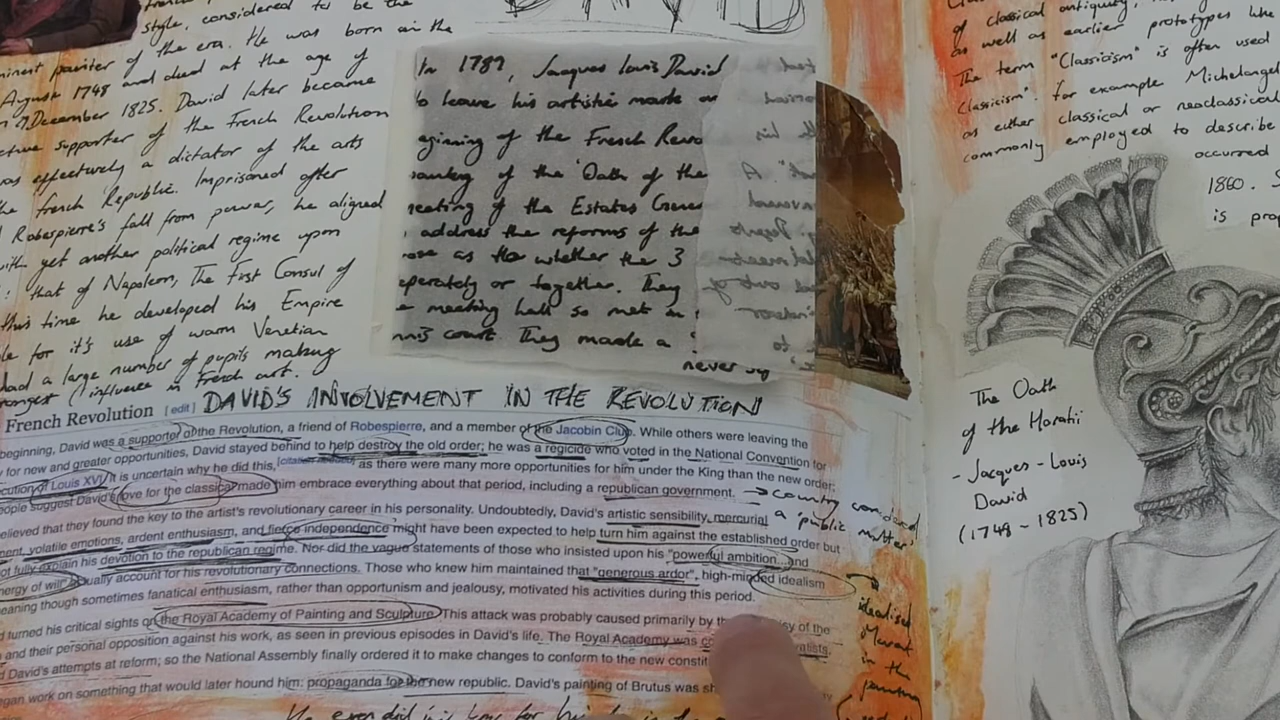 style, considered to be the
painter of the era. He was born in the
August 1748 and died at the age of
December 1825. David later became
supporter of the French Revolution
was effectively a dictator of the arts
French Republic. Imprisoned after
Robespierre's fall from power, he aligned
with yet another political regime upon
: that of Napoleon, The First Consul of
this time he developed his Empire
for it's use of warm Venetian
had a large number of pupils making
influence in French art.
In 1789, Jacques Louis David
to leave his artistic mark on
of the French Revo
of the 'Oath of the
of the Estates Gener
address the reforms of the
as to whether the 3
or together. They
meeting hall so met in
court. They made a
never
DAVID'S INVOLVEMENT IN THE REVOLUTION
French Revolution [edit]
beginning, David was a supporter of the Revolution, a friend of Robespierre, and a member of the Jacobin Club. While others were leaving the
for new and greater opportunities, David stayed behind to help destroy the old order; he was a regicide who voted in the National Convention for
of Louis XVI. It is uncertain why he did this, as there were many more opportunities for him under the King than the new order;
people suggest David's love for the classical made him embrace everything about that period, including a republican government.
→ country considered
a 'public matter'
believed that they found the key to the artist's revolutionary career in his personality. Undoubtedly, David's artistic sensibility, mercurial
volatile emotions, ardent enthusiasm, and fierce independence might have been expected to help turn him against the established order but
not fully explain his devotion to the republican regime. Nor did the vague statements of those who insisted upon his "powerful ambition...and
energy of will" actually account for his revolutionary connections. Those who knew him maintained that "generous ardor", high-minded idealism
meaning though sometimes fanatical enthusiasm, rather than opportunism and jealousy, motivated his activities during this period.
turned his critical sights on the Royal Academy of Painting and Sculpture. This attack was probably caused primarily by the of the
and their personal opposition against his work, as seen in previous episodes in David's life. The Royal Academy was
David's attempts at reform; so the National Assembly finally ordered it to make changes to conform to the new
began work on something that would later hound him: propaganda for the new republic. David's painting of Brutus was
idealised
Marat
in the
painting
of classical antiquity,
as well as earlier prototypes like
The term "Classicism" is often used
Classicism". For example Michelangel
as either classical or neoclassical
commonly employed to describe
occurred
1860.
is
The Oath
of the Horatii
- Jacques-Louis
David
(1748-1825)